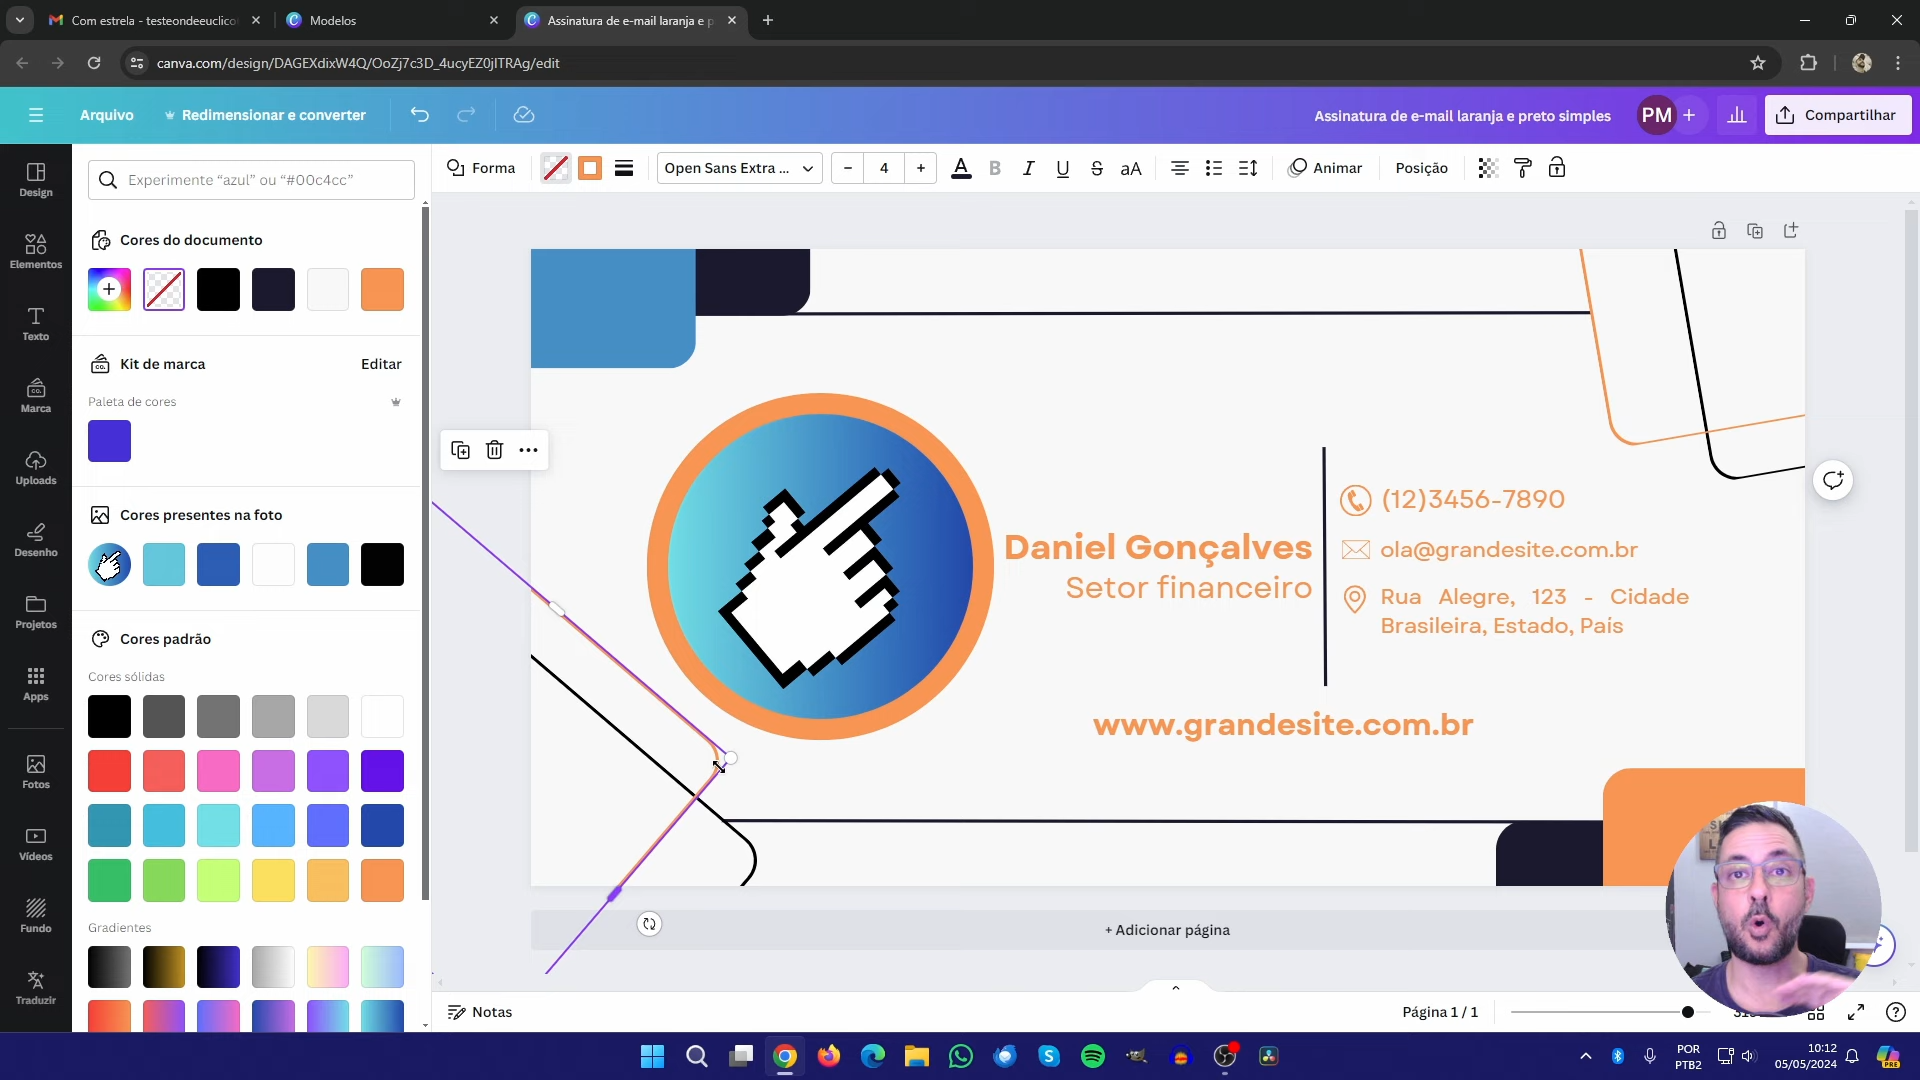 Com estrela - testeondeeuclico
Modelos
Assinatura de e-mail laranja e p
canva.com/design/DAGEXdixW4Q/OoZj7c3D_4ucyEZ0jITRAg/edit
Arquivo
Redimensionar e converter
Assinatura de e-mail laranja e preto simples
PM
Compartilhar
Forma
Open Sans Extra ...
4
A
B
I
U
S
aA
Animar
Posição
Design
Elementos
Texto
Marca
Uploads
Desenho
Projetos
Apps
Fotos
Vídeos
Fundo
Traduzir
Experimente “azul” ou “#00c4cc”
Cores do documento
Kit de marca
Editar
Paleta de cores
Cores presentes na foto
Cores padrão
Cores sólidas
Gradientes
Daniel Gonçalves
Setor financeiro
(12)3456-7890
ola@grandesite.com.br
Rua Alegre, 123 - Cidade
Brasileira, Estado, País
www.grandesite.com.br
+ Adicionar página
Notas
Página 1 / 1
POR
PTB2
10:12
05/05/2024
PRE